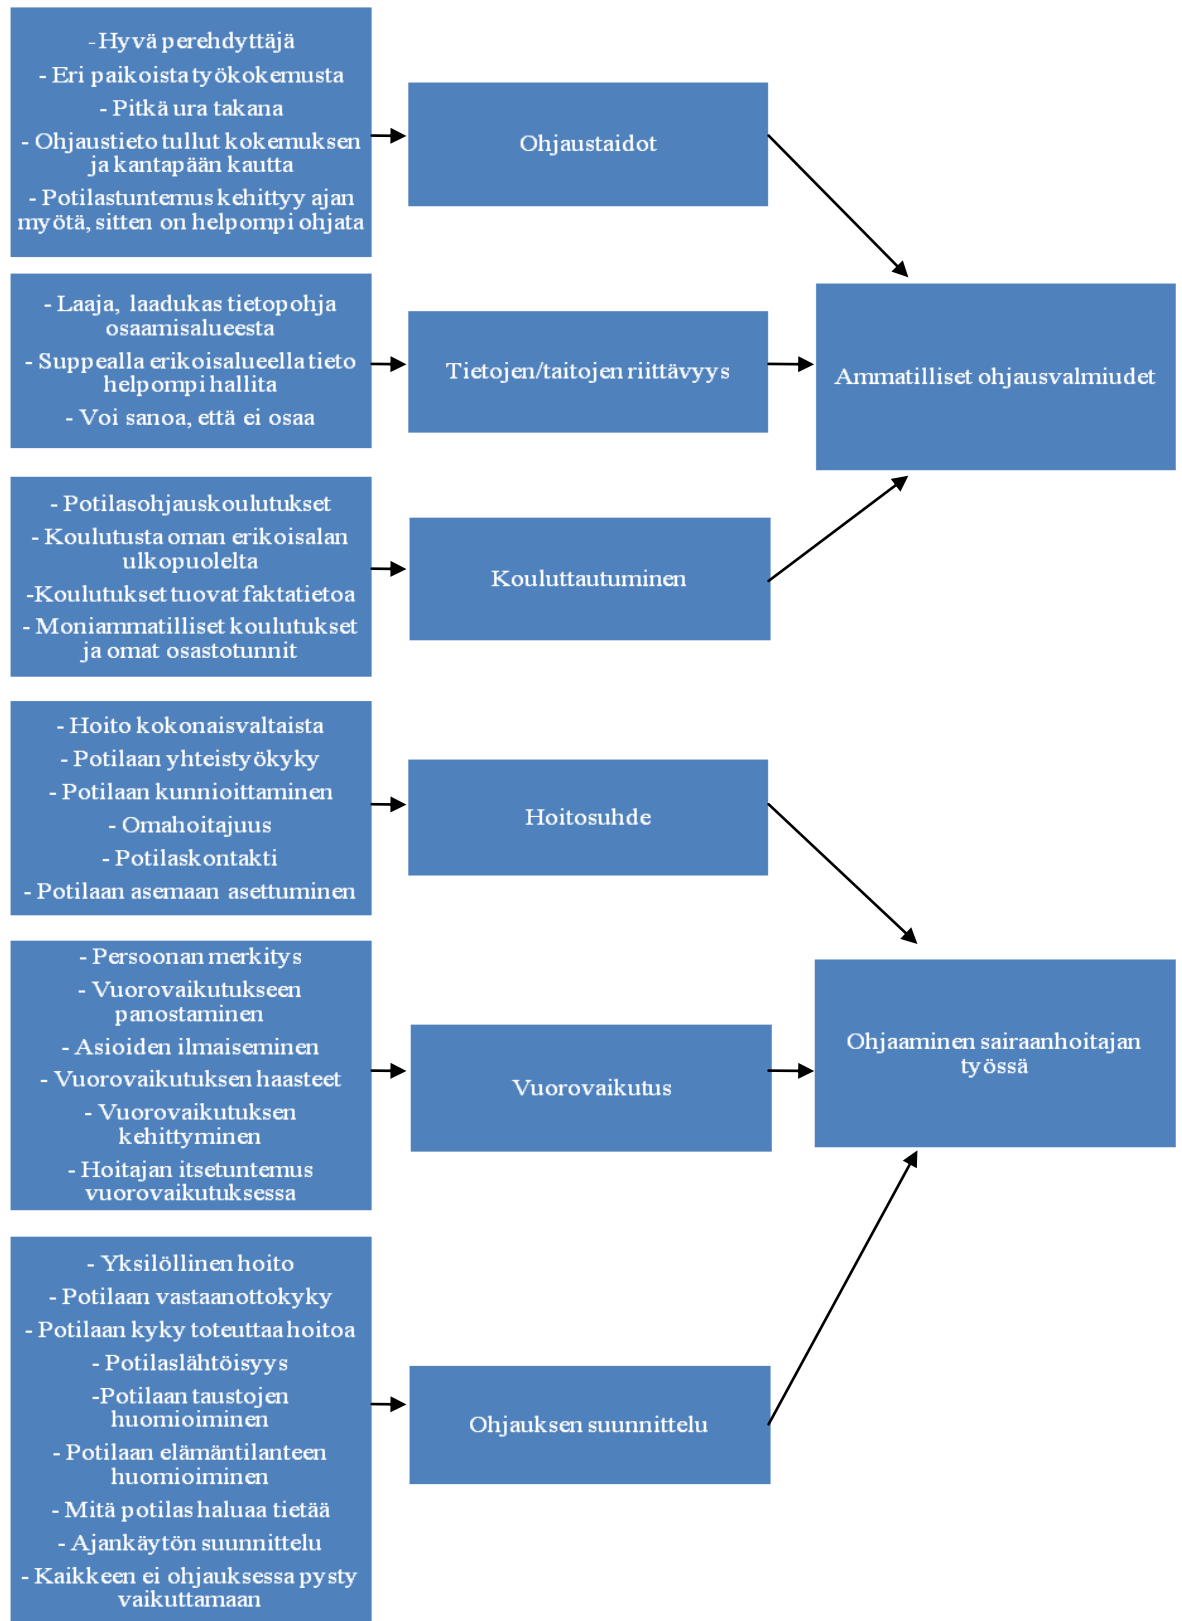 - Hyvä perehdyttäjä
- Eri paikoista työkokemusta
- Pitkä ura takana
- Ohjaustieto tullut kokemuksen
ja kantapään kautta
- Potilastuntemus kehittyy ajan
myötä, sitten on helpompi ohjata
Ohjaustaidot
- Laaja, laadukas tietopohja
osaamisalueesta
- Suppealla erikoisalueella tieto
helpompi hallita
- Voi sanoa, että ei osaa
Tietojen/taitojen riittävyys
Ammatilliset ohjausvalmiudet
- Potilasohjauskoulutukset
- Koulutusta oman erikoisalan
ulkopuolelta
-Koulutukset tuovat faktatietoa
- Moniammatilliset koulutukset
ja omat osastotunnit
Kouluttautuminen
- Hoito kokonaisvaltaista
- Potilaan yhteistyökyky
- Potilaan kunnioittaminen
- Omahoitajuus
- Potilaskontakti
- Potilaan asemaan asettuminen
Hoitosuhde
- Persoonan merkitys
- Vuorovaikutukseen
panostaminen
- Asioiden ilmaiseminen
- Vuorovaikutuksen haasteet
- Vuorovaikutuksen
kehittyminen
- Hoitajan itsetuntemus
vuorovaikutuksessa
Vuorovaikutus
Ohjaaminen sairaanhoitajan
työssä
- Yksilöllinen hoito
- Potilaan vastaanottokyky
- Potilaan kyky toteuttaa hoitoa
- Potilaslähtöisyys
-Potilaan taustojen
huomioiminen
- Potilaan elämäntilanteen
huomioiminen
- Mitä potilas haluaa tietää
- Ajankäytön suunnittelu
- Kaikkeen ei ohjauksessa pysty
vaikuttamaan
Ohjauksen suunnittelu